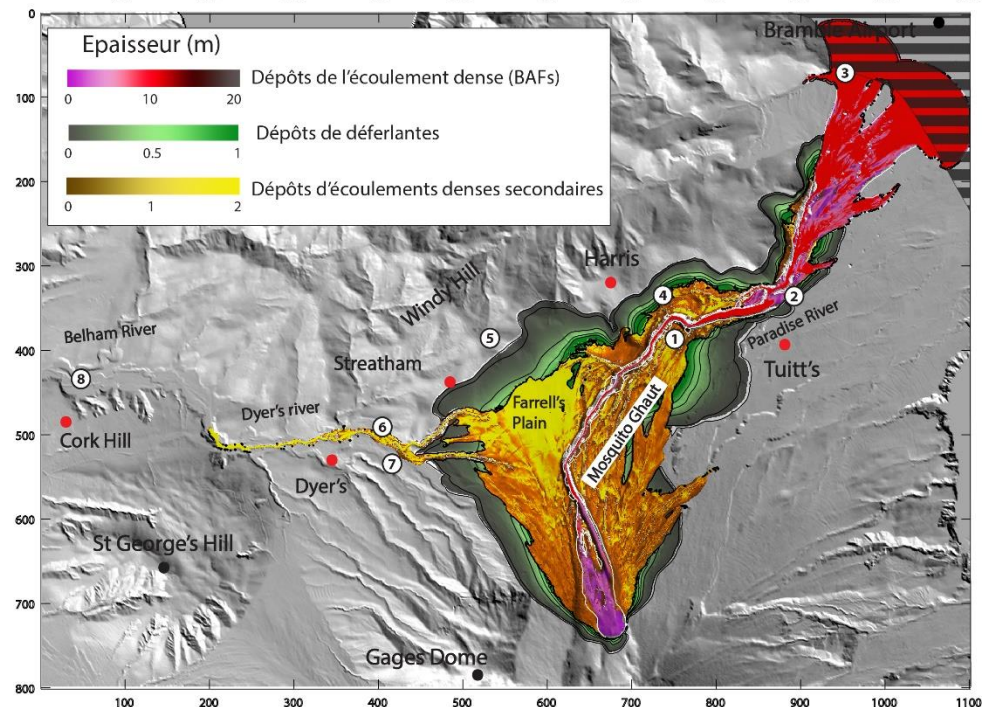 Epaisseur (m)
0 10 20
Dépôts de l'écoulement dense (BAFs)
0 0.5 1
Dépôts de déferlantes
0 1 2
Dépôts d'écoulements denses secondaires
Bramble Airport
3
Harris
Windy Hill
4
2
Paradise River
Belham River
5
1
Tuitt's
8
Streatham
Dyer's river
Farrell's
Plain
Mosquito Ghaut
Cork Hill
6
7
Dyer's
St George's Hill
Gages Dome
0
100
200
300
400
500
600
700
800
100 200 300 400 500 600 700 800 900 1000 1100